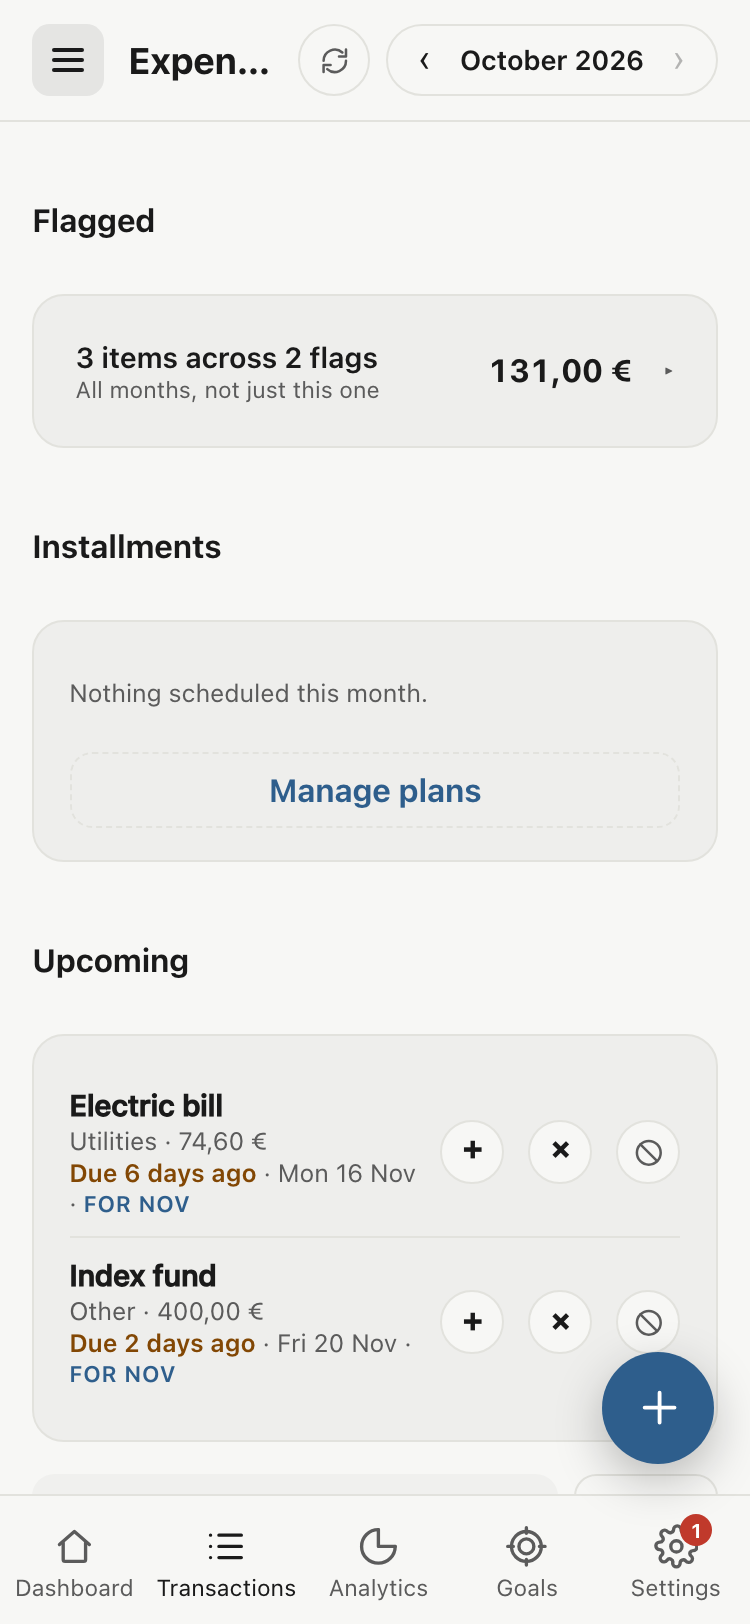 Expen...
‹ October 2026 ›
Flagged
3 items across 2 flags
All months, not just this one
131,00 €
Installments
Nothing scheduled this month.
Manage plans
Upcoming
Electric bill
Utilities · 74,60 €
Due 6 days ago · Mon 16 Nov
· FOR NOV
Index fund
Other · 400,00 €
Due 2 days ago · Fri 20 Nov ·
FOR NOV
1
Dashboard Transactions Analytics Goals Settings